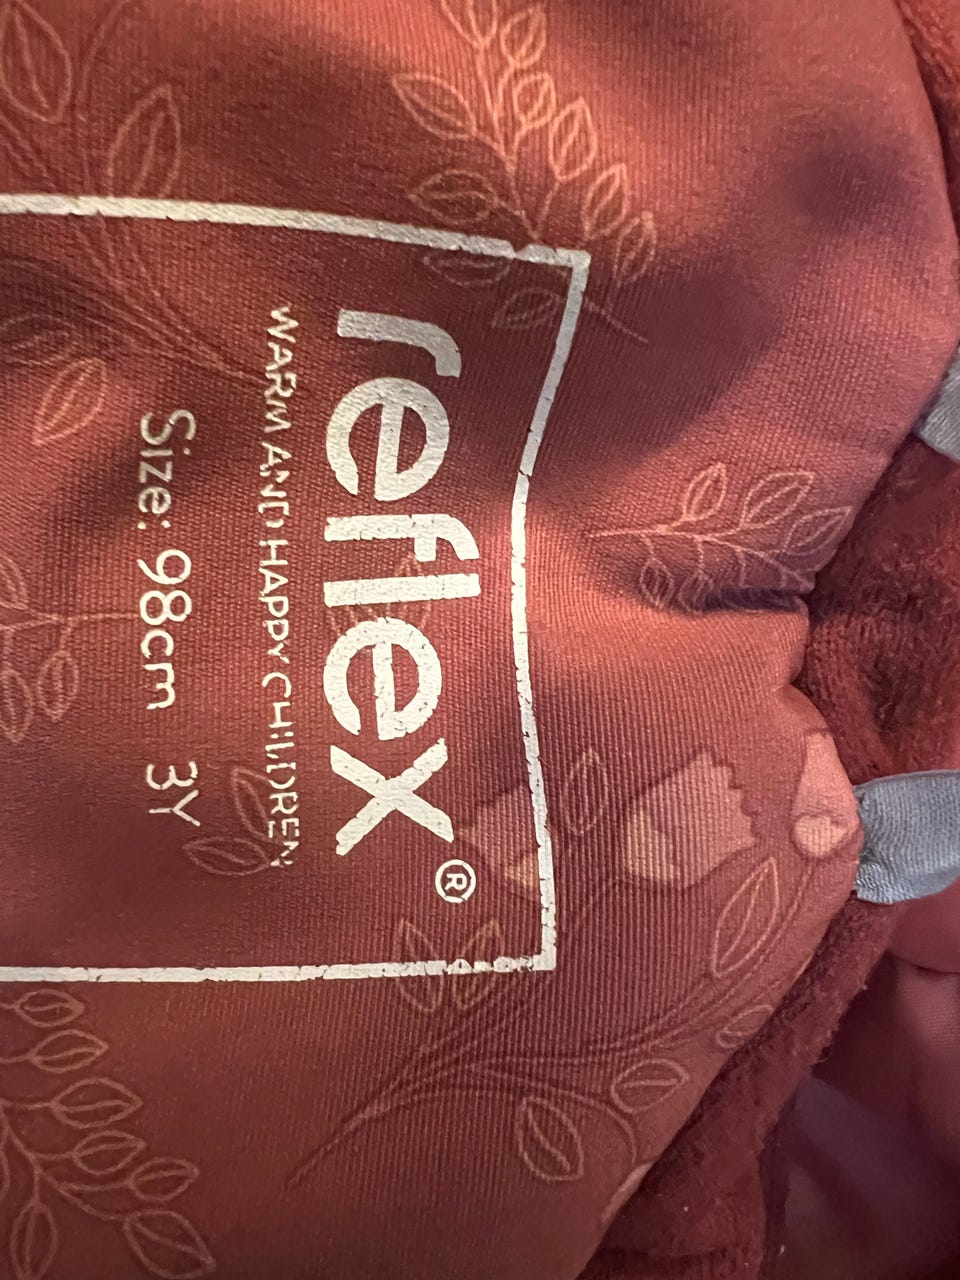 reflex®
WARM AND HAPPY CHILDREN
Size: 98cm 3Y